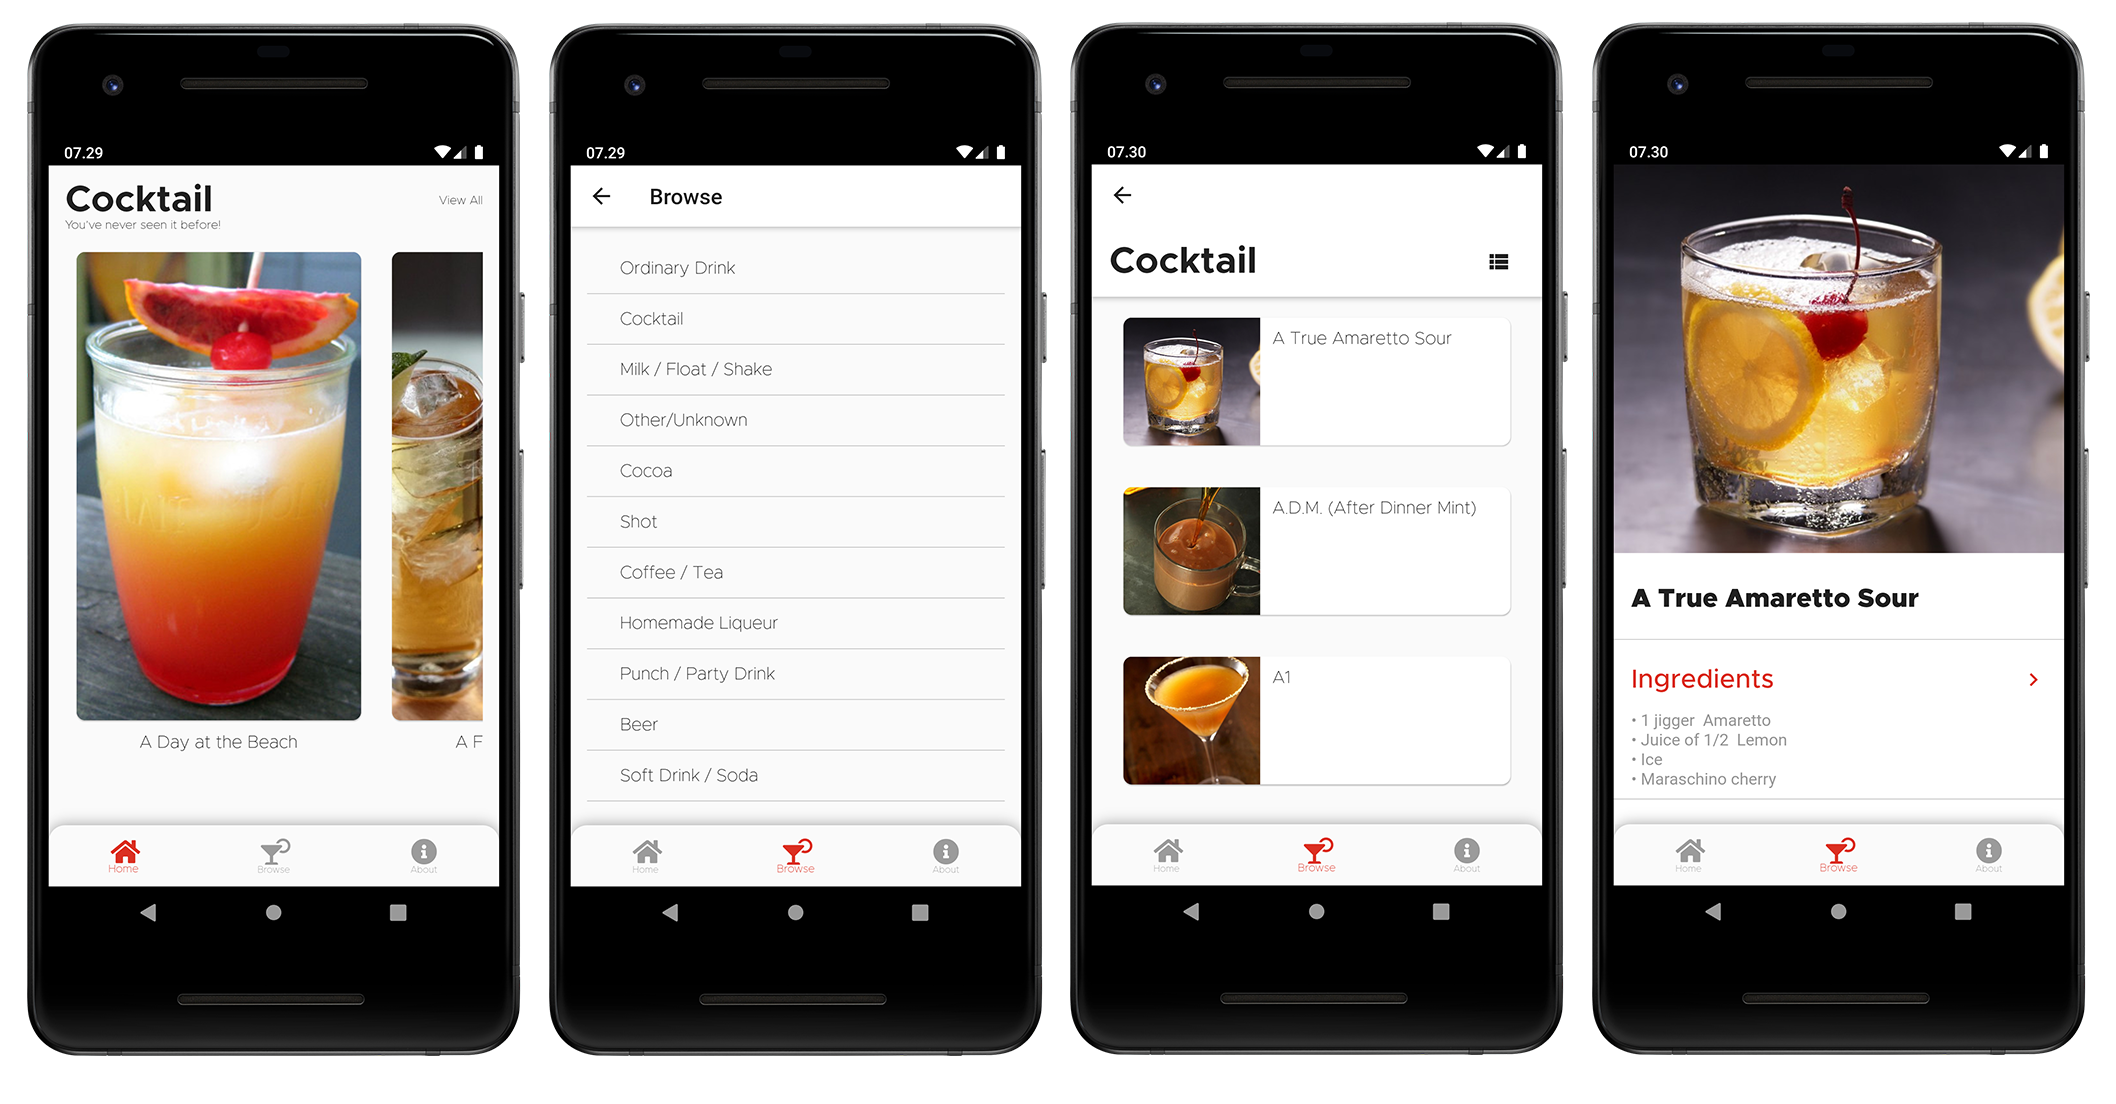 07.29
Cocktail
View All
You've never seen it before!
A Day at the Beach
A F
Home
Browse
About
07.29
Browse
Ordinary Drink
Cocktail
Milk / Float / Shake
Other/Unknown
Cocoa
Shot
Coffee / Tea
Homemade Liqueur
Punch / Party Drink
Beer
Soft Drink / Soda
Home
Browse
About
07.30
Cocktail
A True Amaretto Sour
A.D.M. (After Dinner Mint)
A1
Home
Browse
About
07.30
A True Amaretto Sour
Ingredients
• 1 jigger  Amaretto
• Juice of 1/2  Lemon
• Ice
• Maraschino cherry
Home
Browse
About